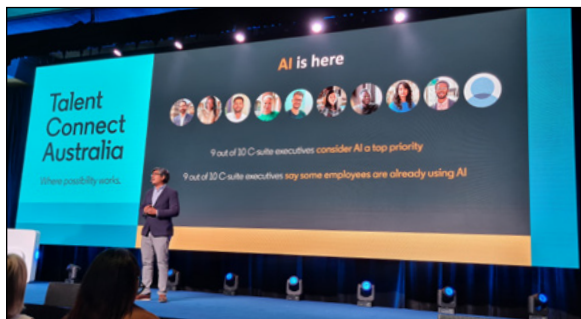 Talent
Connect
Australia
Where possibility works.
AI is here
9 out of 10 C-suite executives consider AI a top priority
9 out of 10 C-suite executives say some employees are already using AI